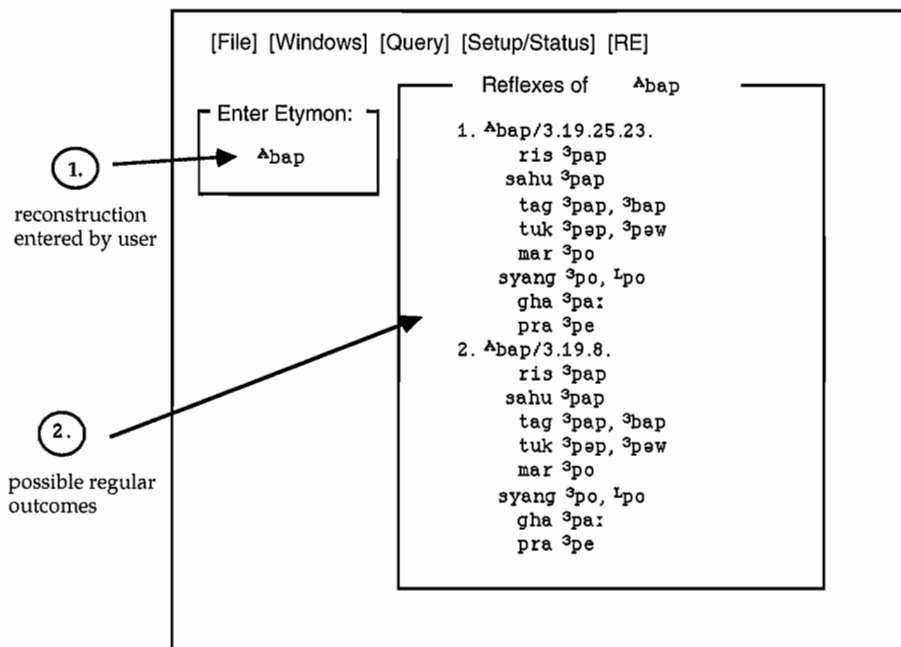 [File] [Windows] [Query] [Setup/Status] [RE]
Enter Etymon:
ᴬbap
1.
reconstruction
entered by user
Reflexes of ᴬbap
1. ᴬbap/3.19.25.23.
ris ³pap
sahu ³pap
tag ³pap, ³bap
tuk ³pəp, ³pəw
mar ³po
syang ³po, ᴸpo
gha ³paː
pra ³pe
2. ᴬbap/3.19.8.
ris ³pap
sahu ³pap
tag ³pap, ³bap
tuk ³pəp, ³pəw
mar ³po
syang ³po, ᴸpo
gha ³paː
pra ³pe
2.
possible regular
outcomes